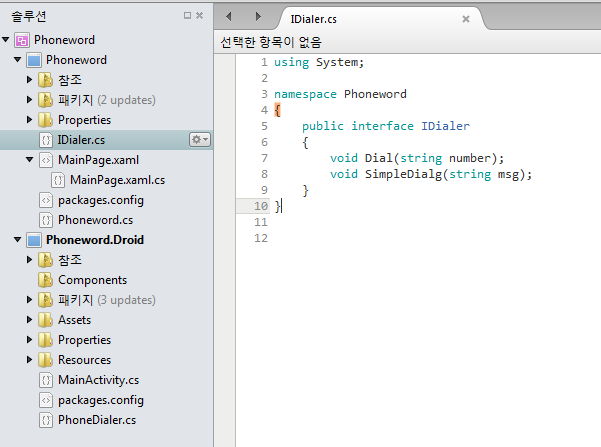 솔루션
Phoneword
Phoneword
참조
패키지 (2 updates)
Properties
IDialer.cs
MainPage.xaml
MainPage.xaml.cs
packages.config
Phoneword.cs
Phoneword.Droid
참조
Components
패키지 (3 updates)
Assets
Properties
Resources
MainActivity.cs
packages.config
PhoneDialer.cs
IDialer.cs
선택한 항목이 없음
1 using System;
2
3 namespace Phoneword
4 {
5 public interface IDialer
6 {
7 void Dial(string number);
8 void SimpleDialg(string msg);
9 }
10 }
11
12